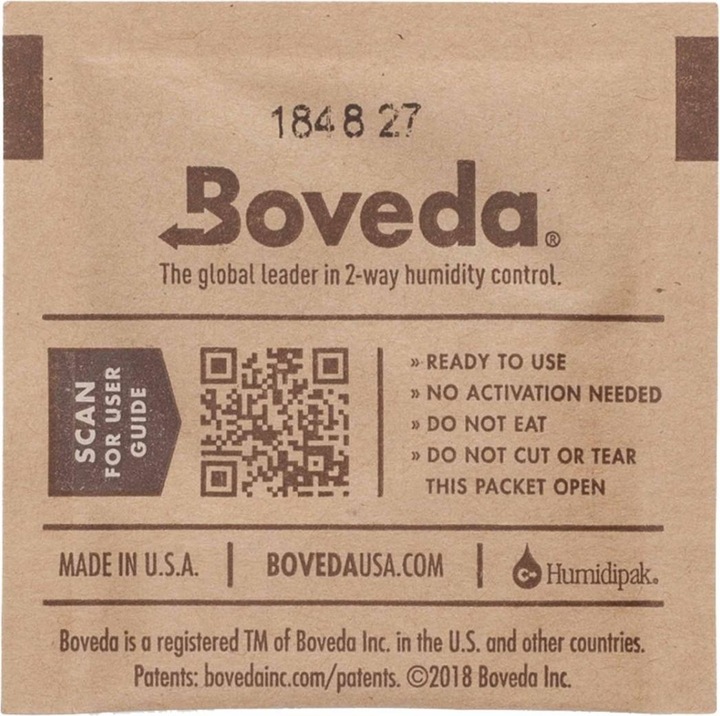 1848 27
Boveda®
The global leader in 2-way humidity control.
SCAN
FOR USER
GUIDE
» READY TO USE
» NO ACTIVATION NEEDED
» DO NOT EAT
» DO NOT CUT OR TEAR
THIS PACKET OPEN
MADE IN U.S.A. | BOVEDAUSA.COM | Humidipak®
Boveda is a registered TM of Boveda Inc. in the U.S. and other countries.
Patents: bovedainc.com/patents. ©2018 Boveda Inc.